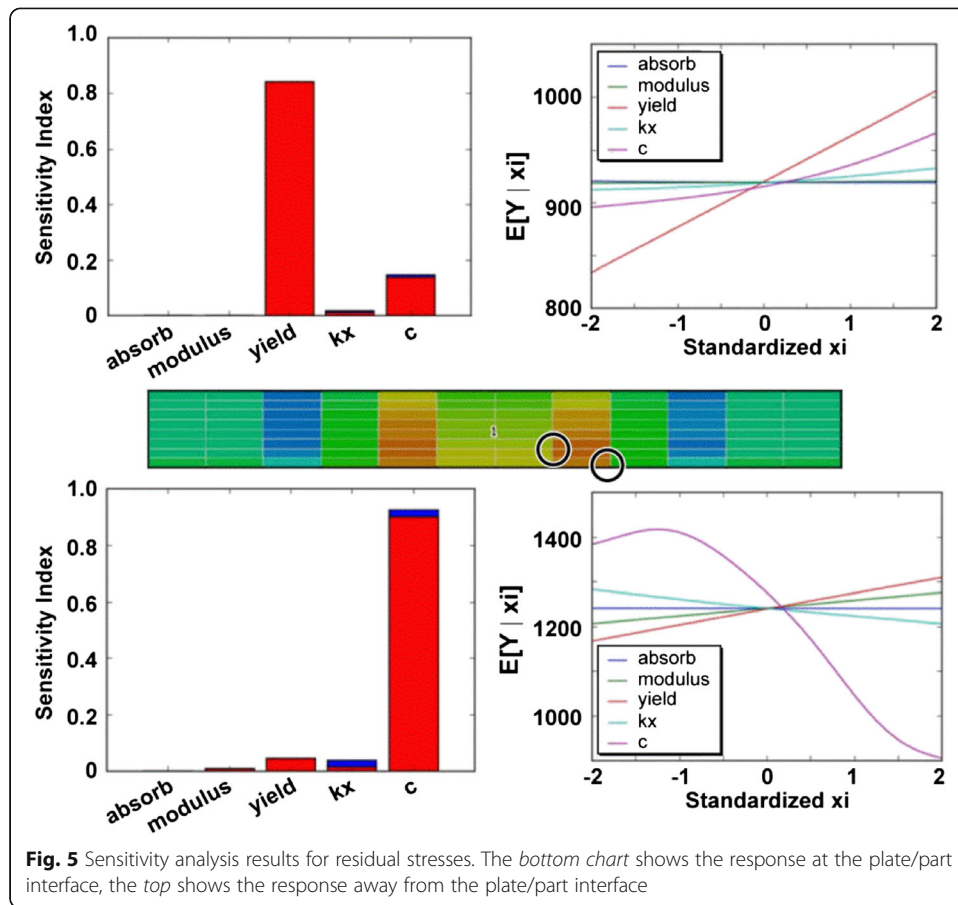 1.0
0.8
0.6
0.4
0.2
0
Sensitivity Index
absorb
modulus
yield
kx
c
absorb
modulus
yield
kx
c
1000
900
800
E[Y | xi]
-2 -1 0 1 2
Standardized xi
1
1.0
0.8
0.6
0.4
0.2
0
Sensitivity Index
absorb
modulus
yield
kx
c
1400
1200
1000
E[Y | xi]
absorb
modulus
yield
kx
c
-2 -1 0 1 2
Standardized xi
Fig. 5 Sensitivity analysis results for residual stresses. The bottom chart shows the response at the plate/part
interface, the top shows the response away from the plate/part interface